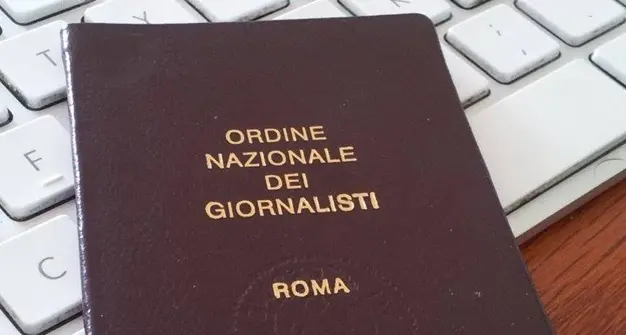 ORDINE
NAZIONALE
DEI
GIORNALISTI
ROMA
T
Y
F
C